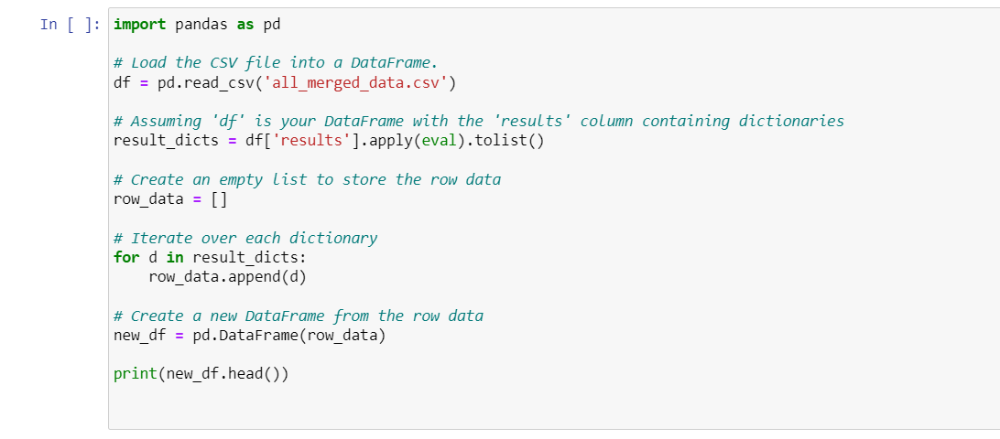 In [ ]: import pandas as pd
# Load the CSV file into a DataFrame.
df = pd.read_csv('all_merged_data.csv')
# Assuming 'df' is your DataFrame with the 'results' column containing dictionaries
result_dicts = df['results'].apply(eval).tolist()
# Create an empty list to store the row data
row_data = []
# Iterate over each dictionary
for d in result_dicts:
    row_data.append(d)
# Create a new DataFrame from the row data
new_df = pd.DataFrame(row_data)
print(new_df.head())